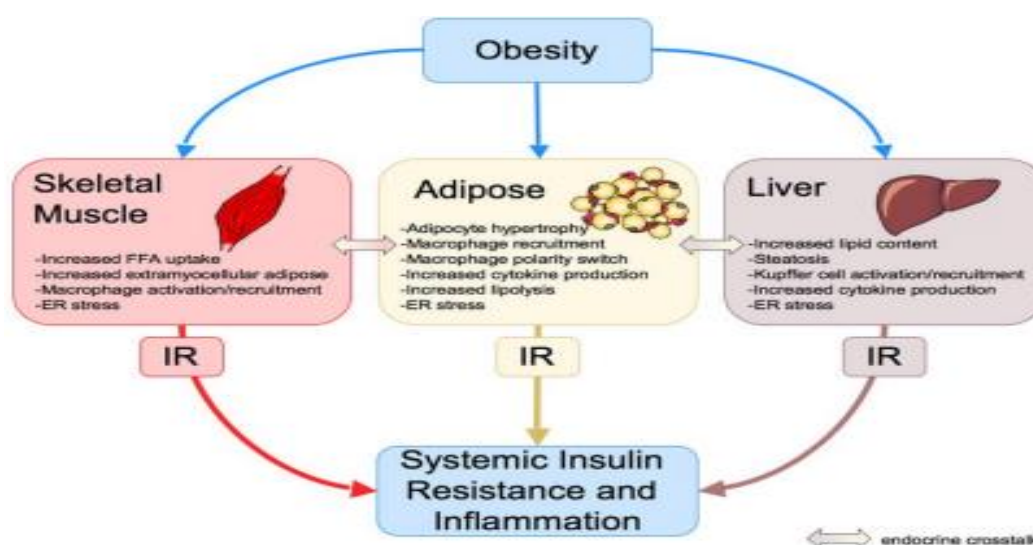 Obesity
Skeletal
Muscle
-Increased FFA uptake
-Increased extramyocellular adipose
-Macrophage activation/recruitment
-ER stress
Adipose
-Adipocyte hypertrophy
-Macrophage recruitment
-Macrophage polarity switch
-Increased cytokine production
-Increased lipolysis
-ER stress
Liver
-Increased lipid content
-Steatosis
-Kupffer cell activation/recruitment
-Increased cytokine production
-ER stress
IR
IR
IR
Systemic Insulin
Resistance and
Inflammation
endocrine crosstalk